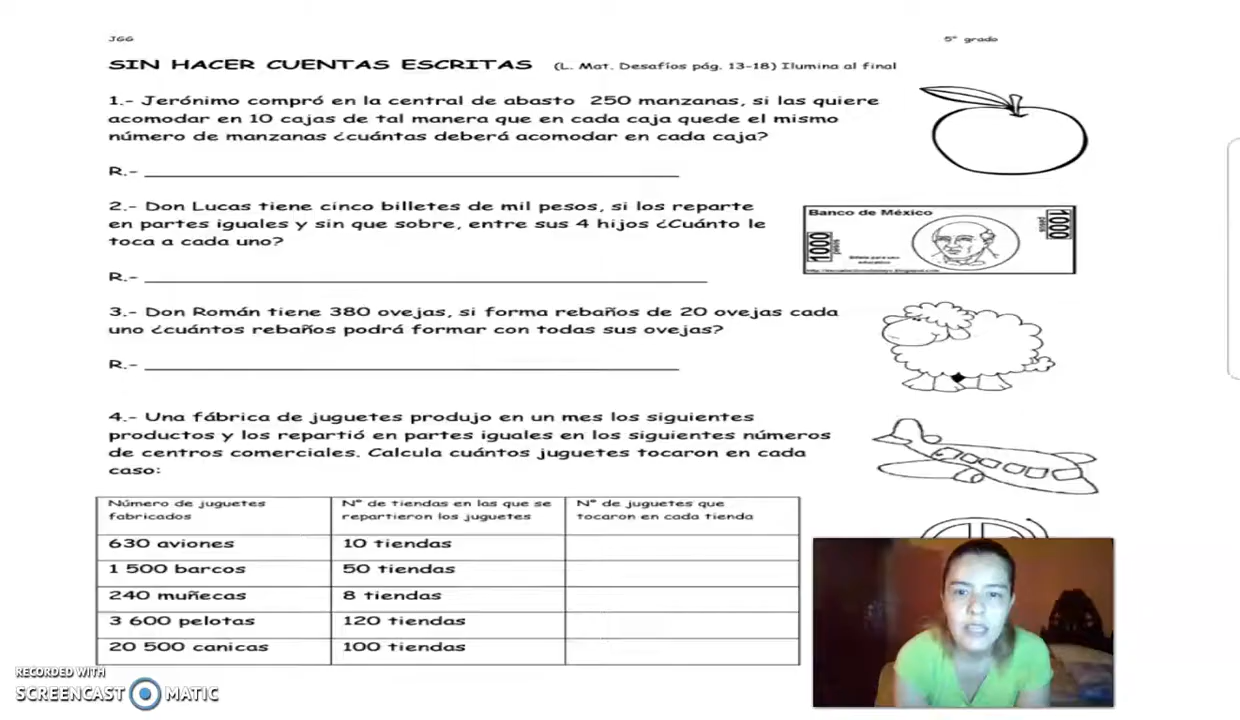 JGG
5° grado
SIN HACER CUENTAS ESCRITAS (L. Mat. Desafíos pág. 13-18) Ilumina al final
1.- Jerónimo compró en la central de abasto 250 manzanas, si las quiere
acomodar en 10 cajas de tal manera que en cada caja quede el mismo
número de manzanas ¿cuántas deberá acomodar en cada caja?
R.-
2.- Don Lucas tiene cinco billetes de mil pesos, si los reparte
en partes iguales y sin que sobre, entre sus 4 hijos ¿Cuánto le
toca a cada uno?
R.-
Banco de México
1000
pesos
1000
pesos
3.- Don Román tiene 380 ovejas, si forma rebaños de 20 ovejas cada
uno ¿cuántos rebaños podrá formar con todas sus ovejas?
R.-
4.- Una fábrica de juguetes produjo en un mes los siguientes
productos y los repartió en partes iguales en los siguientes números
de centros comerciales. Calcula cuántos juguetes tocaron en cada
caso:
Número de juguetes
fabricados
N° de tiendas en las que se
repartieron los juguetes
N° de juguetes que
tocaron en cada tienda
630 aviones
10 tiendas
1 500 barcos
50 tiendas
240 muñecas
8 tiendas
3 600 pelotas
120 tiendas
20 500 canicas
100 tiendas
RECORDED WITH
SCREENCAST MATIC